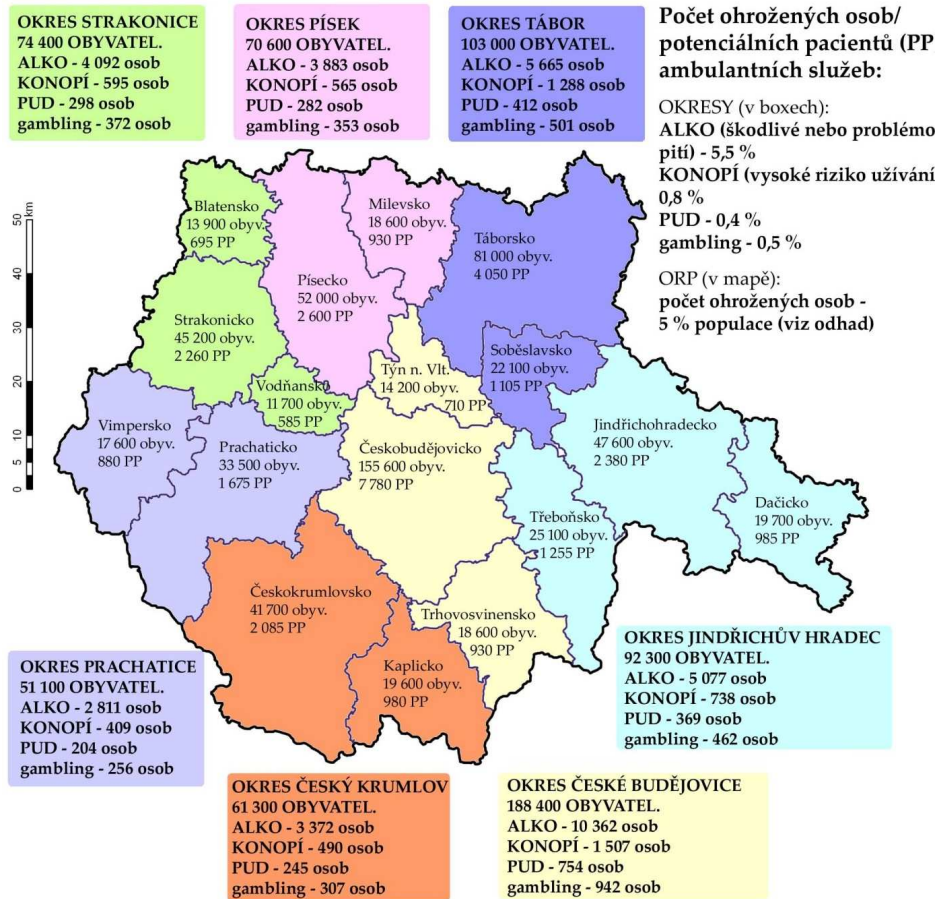 OKRES STRAKONICE
74 400 OBYVATEL.
ALKO - 4 092 osob
KONOPÍ - 595 osob
PUD - 298 osob
gambling - 372 osob
OKRES PÍSEK
70 600 OBYVATEL.
ALKO - 3 883 osob
KONOPÍ - 565 osob
PUD - 282 osob
gambling - 353 osob
OKRES TÁBOR
103 000 OBYVATEL.
ALKO - 5 665 osob
KONOPÍ - 1 288 osob
PUD - 412 osob
gambling - 501 osob
Počet ohrožených osob/
potenciálních pacientů (PP
ambulantních služeb:
OKRESY (v boxech):
ALKO (škodlivé nebo problémo
pití) - 5,5 %
KONOPÍ (vysoké riziko užívání
0,8 %
PUD - 0,4 %
gambling - 0,5 %
ORP (v mapě):
počet ohrožených osob -
5 % populace (viz odhad)
50 km
40
30
20
10
5
0
Blatensko
13 900 obyv.
695 PP
Milevsko
18 600 obyv.
930 PP
Táborsko
81 000 obyv.
4 050 PP
Písecko
52 000 obyv.
2 600 PP
Strakonicko
45 200 obyv.
2 260 PP
Soběslavsko
22 100 obyv.
1 105 PP
Týn n. Vlt.
14 200 obyv.
710 PP
Vodňansko
11 700 obyv.
585 PP
Vimpersko
17 600 obyv.
880 PP
Prachaticko
33 500 obyv.
1 675 PP
Českobudějovicko
155 600 obyv.
7 780 PP
Jindřichohradecko
47 600 obyv.
2 380 PP
Dačicko
19 700 obyv.
985 PP
Třeboňsko
25 100 obyv.
1 255 PP
Českokrumlovsko
41 700 obyv.
2 085 PP
Trhovosvinensko
18 600 obyv.
930 PP
Kaplicko
19 600 obyv.
980 PP
OKRES PRACHATICE
51 100 OBYVATEL.
ALKO - 2 811 osob
KONOPÍ - 409 osob
PUD - 204 osob
gambling - 256 osob
OKRES JINDŘICHŮV HRADEC
92 300 OBYVATEL.
ALKO - 5 077 osob
KONOPÍ - 738 osob
PUD - 369 osob
gambling - 462 osob
OKRES ČESKÝ KRUMLOV
61 300 OBYVATEL.
ALKO - 3 372 osob
KONOPÍ - 490 osob
PUD - 245 osob
gambling - 307 osob
OKRES ČESKÉ BUDĚJOVICE
188 400 OBYVATEL.
ALKO - 10 362 osob
KONOPÍ - 1 507 osob
PUD - 754 osob
gambling - 942 osob